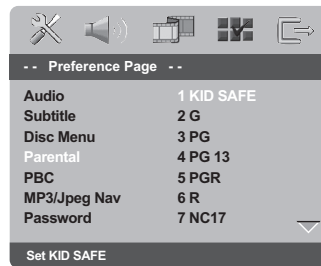 -- Preference Page --
Audio 1 KID SAFE
Subtitle 2 G
Disc Menu 3 PG
Parental 4 PG 13
PBC 5 PGR
MP3/Jpeg Nav 6 R
Password 7 NC17
Set KID SAFE